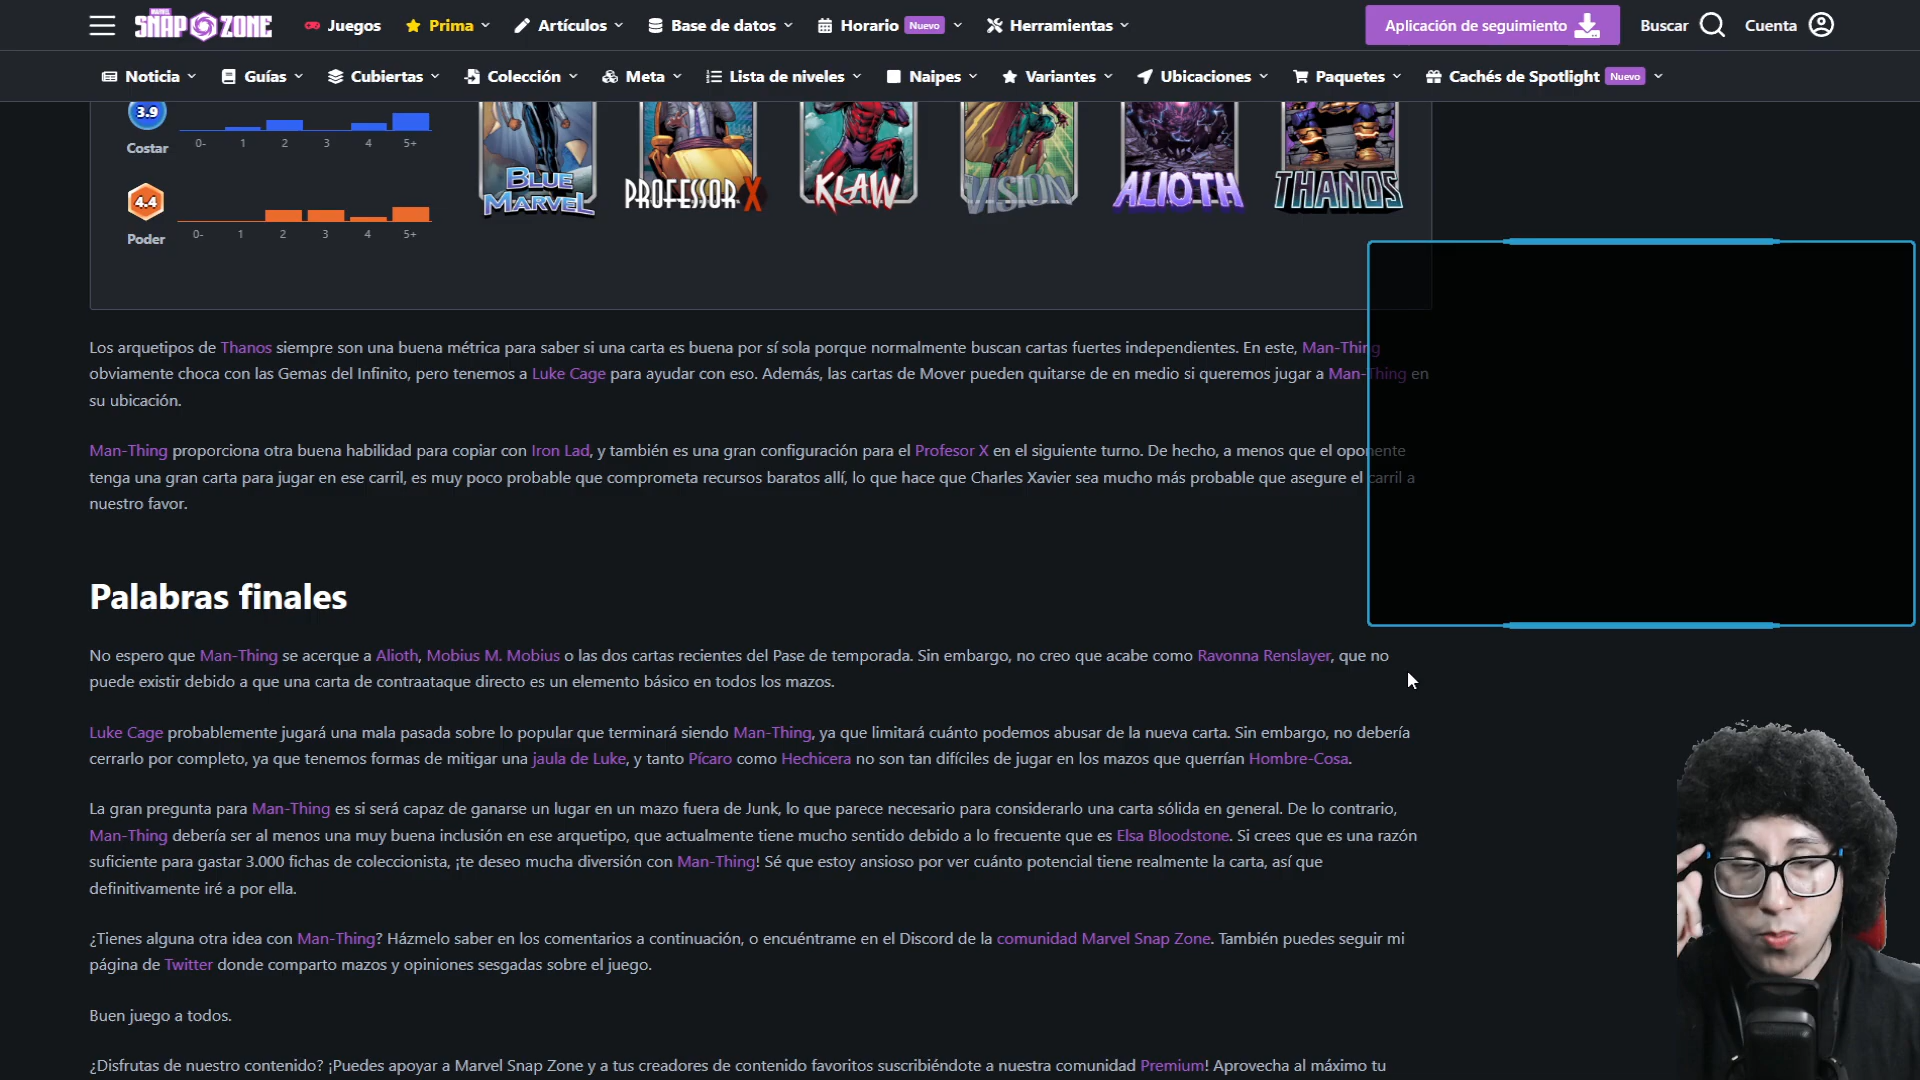 MARVEL SNAP ZONE
Juegos
Prima
Artículos
Base de datos
Horario Nuevo
Herramientas
Aplicación de seguimiento
Buscar
Cuenta
Noticia
Guías
Cubiertas
Colección
Meta
Lista de niveles
Naipes
Variantes
Ubicaciones
Paquetes
Cachés de Spotlight Nuevo
3.9
Costar
0- 1 2 3 4 5+
4.4
Poder
0- 1 2 3 4 5+
BLUE MARVEL
PROFESSOR X
KLAW
VISION
ALIOTH
THANOS
Los arquetipos de Thanos siempre son una buena métrica para saber si una carta es buena por sí sola porque normalmente buscan cartas fuertes independientes. En este, Man-Thing
obviamente choca con las Gemas del Infinito, pero tenemos a Luke Cage para ayudar con eso. Además, las cartas de Mover pueden quitarse de en medio si queremos jugar a Man-Thing en
su ubicación.
Man-Thing proporciona otra buena habilidad para copiar con Iron Lad, y también es una gran configuración para el Profesor X en el siguiente turno. De hecho, a menos que el oponente
tenga una gran carta para jugar en ese carril, es muy poco probable que comprometa recursos baratos allí, lo que hace que Charles Xavier sea mucho más probable que asegure el carril a
nuestro favor.
Palabras finales
No espero que Man-Thing se acerque a Alioth, Mobius M. Mobius o las dos cartas recientes del Pase de temporada. Sin embargo, no creo que acabe como Ravonna Renslayer, que no
puede existir debido a que una carta de contraataque directo es un elemento básico en todos los mazos.
Luke Cage probablemente jugará una mala pasada sobre lo popular que terminará siendo Man-Thing, ya que limitará cuánto podemos abusar de la nueva carta. Sin embargo, no debería
cerrarlo por completo, ya que tenemos formas de mitigar una jaula de Luke, y tanto Pícaro como Hechicera no son tan difíciles de jugar en los mazos que querrían Hombre-Cosa.
La gran pregunta para Man-Thing es si será capaz de ganarse un lugar en un mazo fuera de Junk, lo que parece necesario para considerarlo una carta sólida en general. De lo contrario,
Man-Thing debería ser al menos una muy buena inclusión en ese arquetipo, que actualmente tiene mucho sentido debido a lo frecuente que es Elsa Bloodstone. Si crees que es una razón
suficiente para gastar 3.000 fichas de coleccionista, ¡te deseo mucha diversión con Man-Thing! Sé que estoy ansioso por ver cuánto potencial tiene realmente la carta, así que
definitivamente iré a por ella.
¿Tienes alguna otra idea con Man-Thing? Házmelo saber en los comentarios a continuación, o encuéntrame en el Discord de la comunidad Marvel Snap Zone. También puedes seguir mi
página de Twitter donde comparto mazos y opiniones sesgadas sobre el juego.
Buen juego a todos.
¿Disfrutas de nuestro contenido? ¡Puedes apoyar a Marvel Snap Zone y a tus creadores de contenido favoritos suscribiéndote a nuestra comunidad Premium! Aprovecha al máximo tu